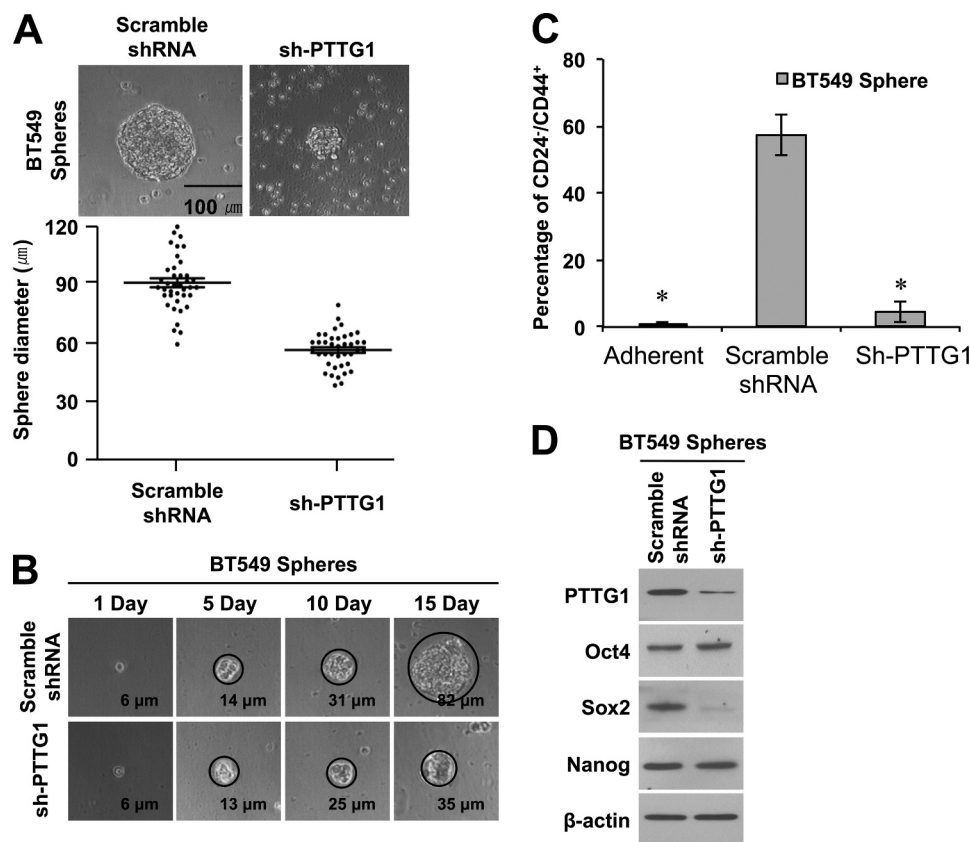 A
Scramble
shRNA
sh-PTTG1
BT549
Spheres
100 ㎛
Sphere diameter (㎛)
120
90
60
30
0
Scramble
shRNA
sh-PTTG1
B
BT549 Spheres
1 Day
5 Day
10 Day
15 Day
Scramble
shRNA
6 µm
14 µm
31 µm
82 µm
sh-PTTG1
6 µm
13 µm
25 µm
35 µm
C
Percentage of CD24⁻/CD44⁺
80
60
40
20
0
BT549 Sphere
*
*
Adherent
Scramble
shRNA
Sh-PTTG1
D
BT549 Spheres
Scramble
shRNA
sh-PTTG1
PTTG1
Oct4
Sox2
Nanog
β-actin